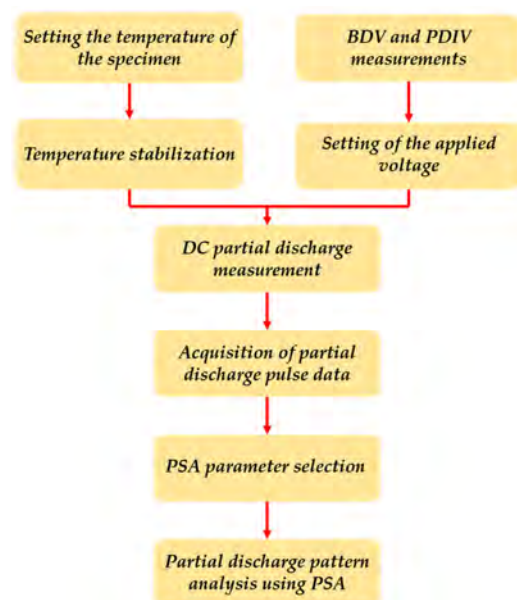 Setting the temperature of
the specimen
BDV and PDIV
measurements
Temperature stabilization
Setting of the applied
voltage
DC partial discharge
measurement
Acquisition of partial
discharge pulse data
PSA parameter selection
Partial discharge pattern
analysis using PSA